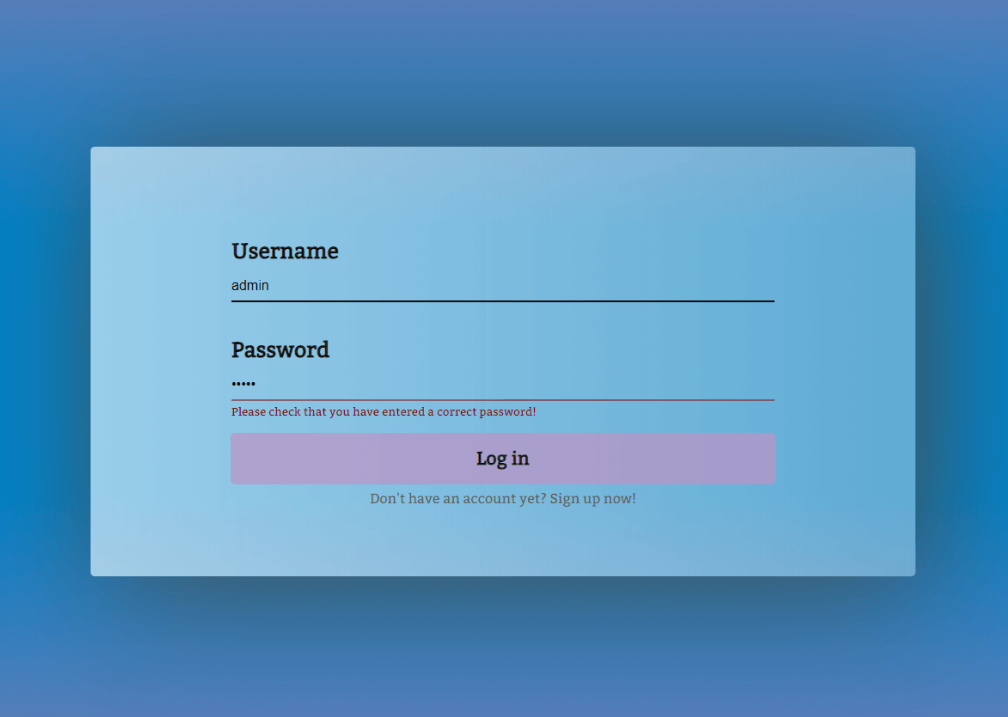 Username
admin
Password
•••••
Please check that you have entered a correct password!
Log in
Don't have an account yet? Sign up now!